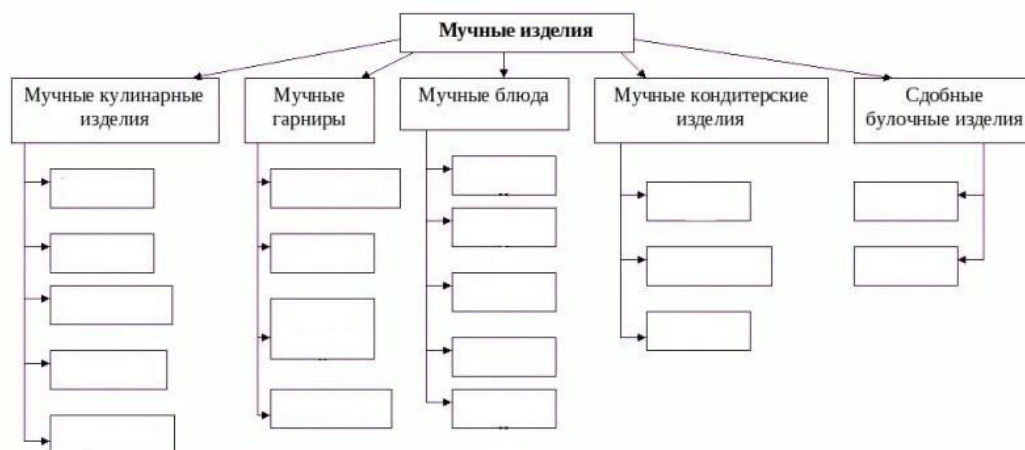 Мучные изделия
Мучные кулинарные
изделия
Мучные
гарниры
Мучные блюда
Мучные кондитерские
изделия
Сдобные
булочные изделия